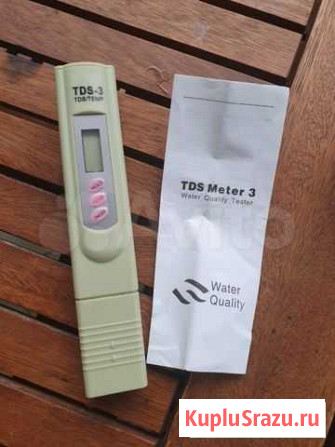 TDS-3
TDS/TEMP
TDS Meter 3
Water Quality Tester
Water
Quality
KupluSrazu.ru